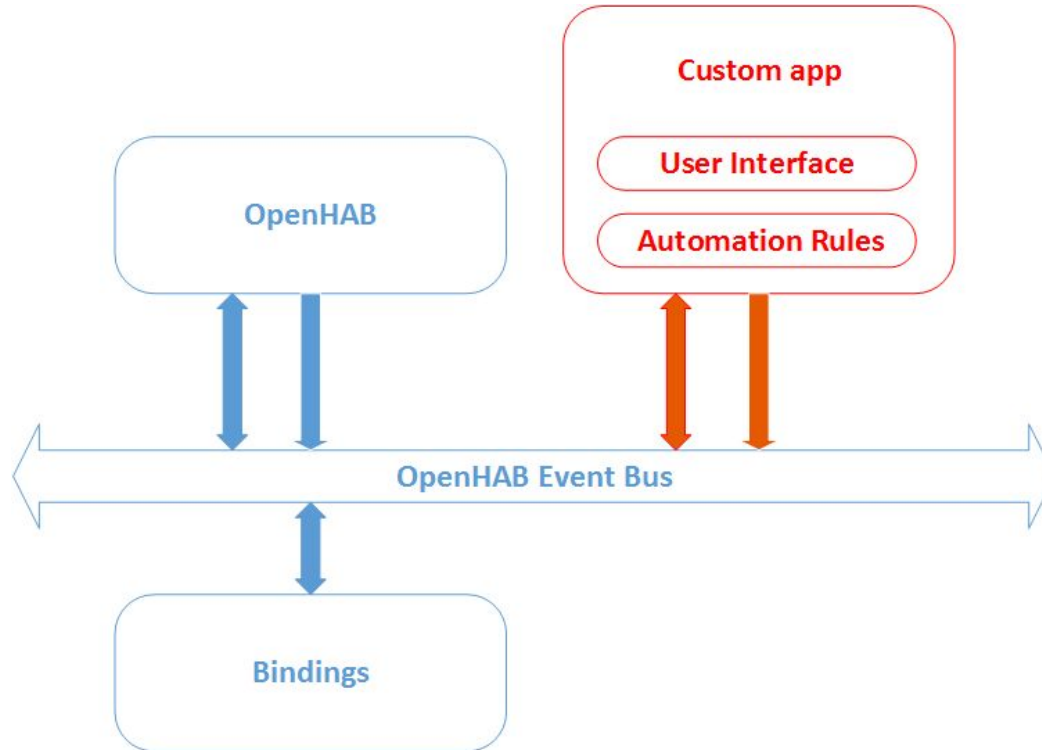 Custom app
User Interface
OpenHAB
Automation Rules
OpenHAB Event Bus
Bindings